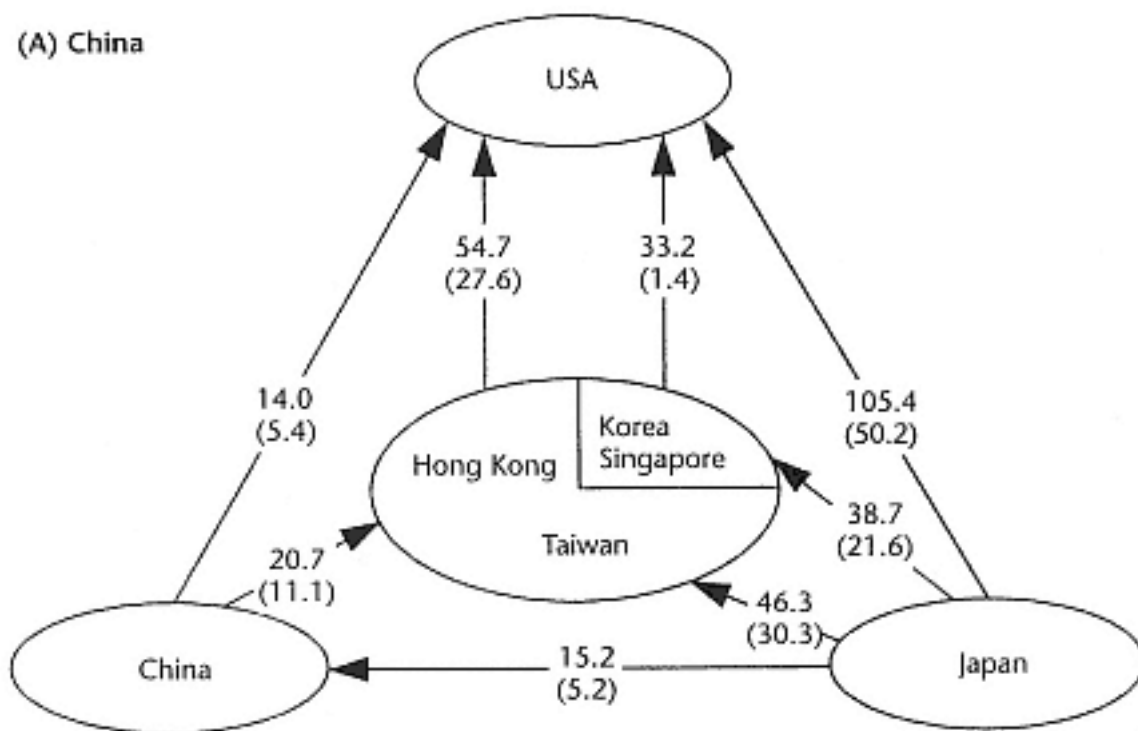 (A) China
USA
54.7
(27.6)
33.2
(1.4)
14.0
(5.4)
105.4
(50.2)
Hong Kong
Korea
Singapore
Taiwan
38.7
(21.6)
20.7
(11.1)
46.3
(30.3)
China
15.2
(5.2)
Japan